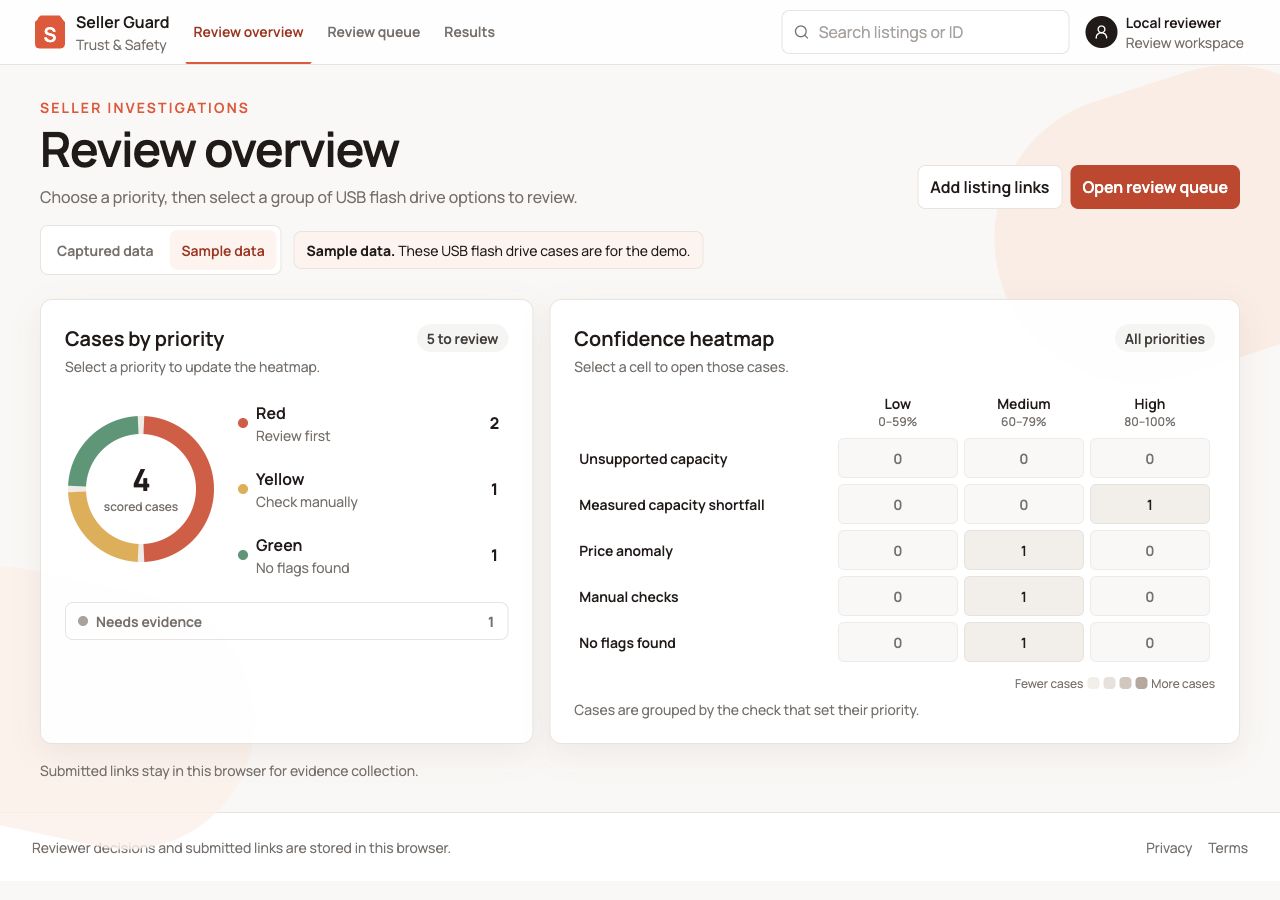 S
Seller Guard
Trust & Safety
Review overview
Review queue
Results
Search listings or ID
Local reviewer
Review workspace
SELLER INVESTIGATIONS
Review overview
Choose a priority, then select a group of USB flash drive options to review.
Add listing links
Open review queue
Captured data
Sample data
Sample data. These USB flash drive cases are for the demo.
Cases by priority
5 to review
Select a priority to update the heatmap.
4
scored cases
Red
Review first
2
Yellow
Check manually
1
Green
No flags found
1
Needs evidence
1
Confidence heatmap
All priorities
Select a cell to open those cases.
Low Medium High
0–59% 60–79% 80–100%
Unsupported capacity 0 0 0
Measured capacity shortfall 0 0 1
Price anomaly 0 1 0
Manual checks 0 1 0
No flags found 0 1 0
Fewer cases More cases
Cases are grouped by the check that set their priority.
Submitted links stay in this browser for evidence collection.
Reviewer decisions and submitted links are stored in this browser.
Privacy Terms